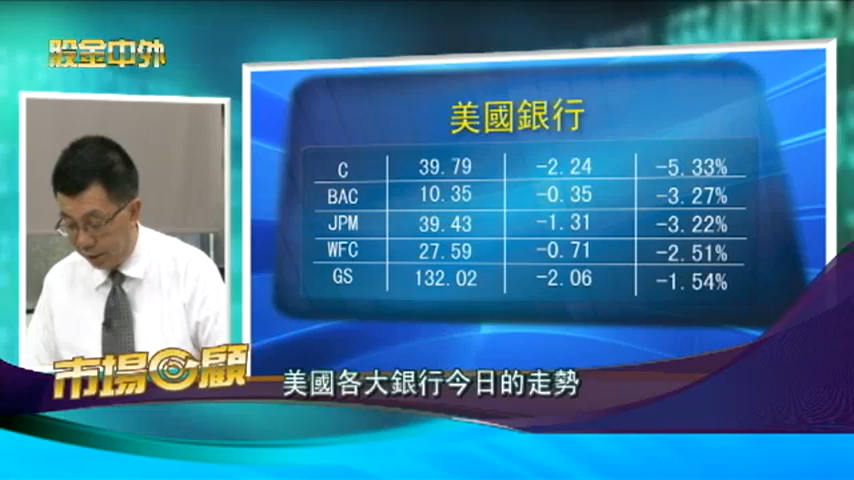 股金中外
美國銀行
C 39.79 -2.24 -5.33%
BAC 10.35 -0.35 -3.27%
JPM 39.43 -1.31 -3.22%
WFC 27.59 -0.71 -2.51%
GS 132.02 -2.06 -1.54%
市場回顧
美國各大銀行今日的走勢